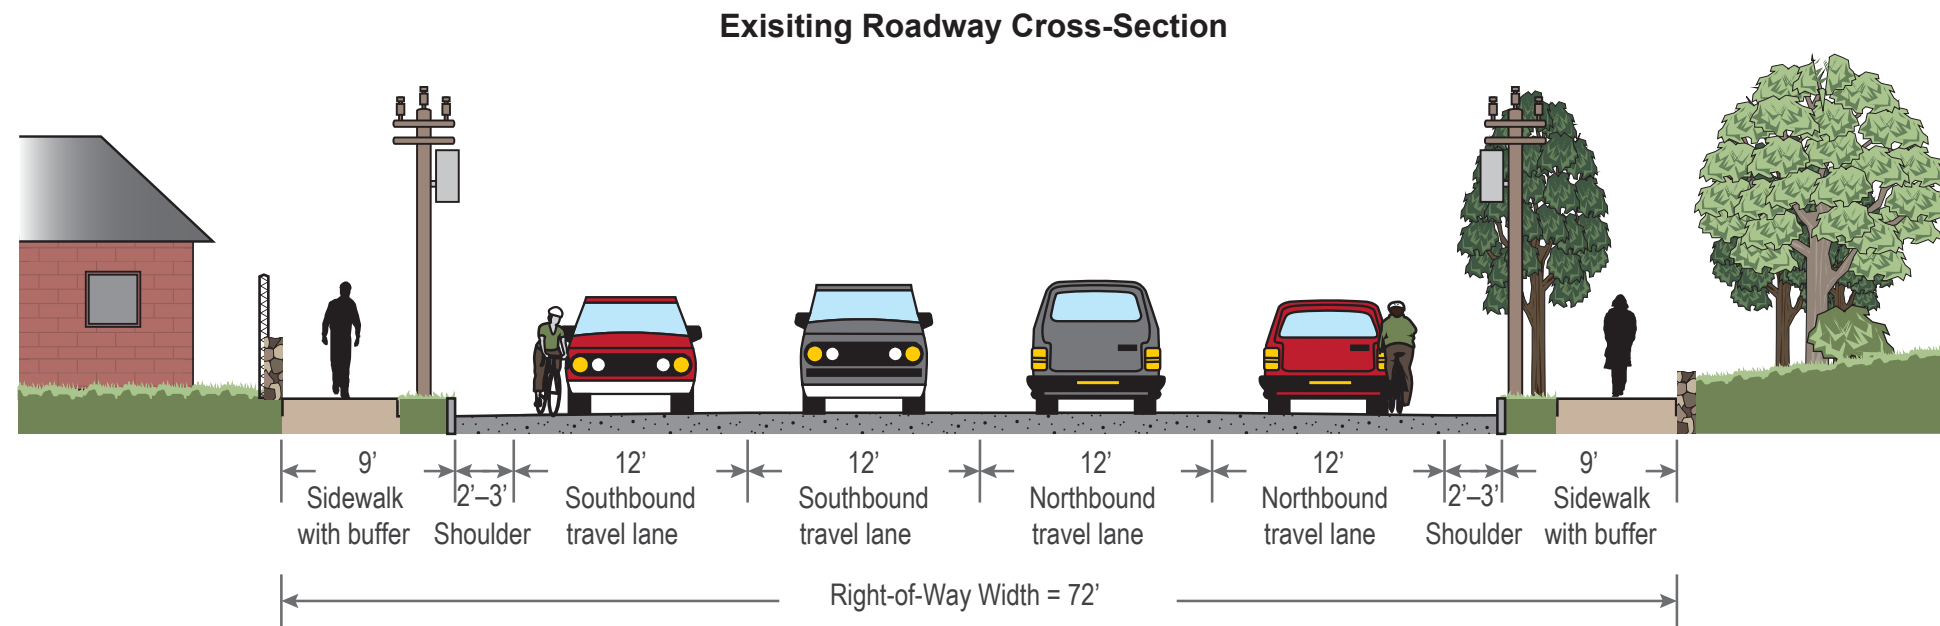 Exisiting Roadway Cross-Section
9’
Sidewalk
with buffer
2’–3’
Shoulder
12’
Southbound
travel lane
12’
Southbound
travel lane
12’
Northbound
travel lane
12’
Northbound
travel lane
2’–3’
Shoulder
9’
Sidewalk
with buffer
Right-of-Way Width = 72’